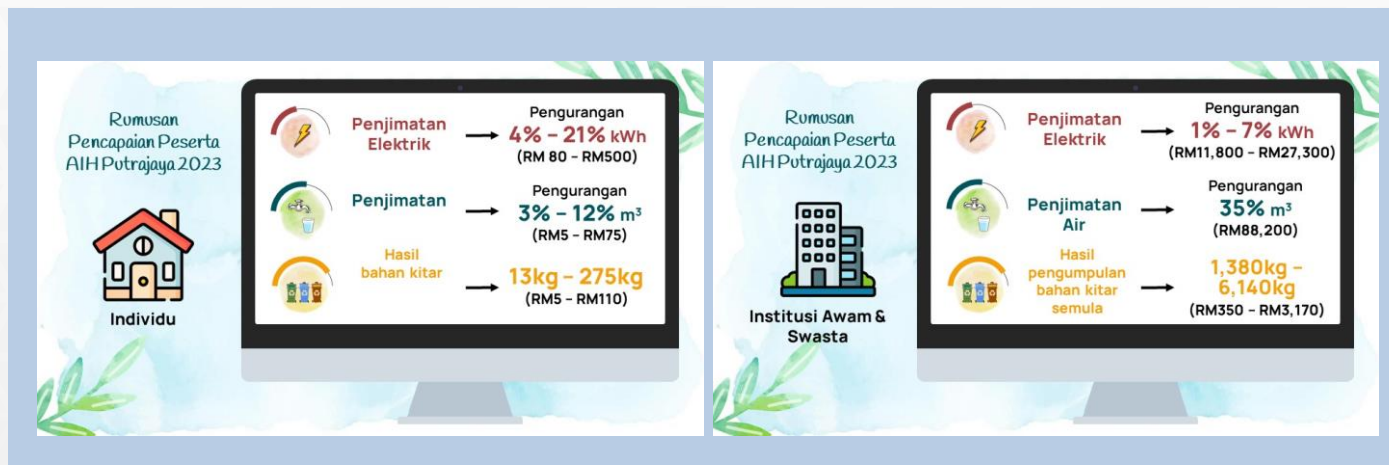 Rumusan
Pencapaian Peserta
AIH Putrajaya 2023
Individu
Penjimatan
Elektrik
Pengurangan
4% – 21% kWh
(RM 80 – RM500)
Penjimatan
Pengurangan
3% – 12% m³
(RM5 – RM75)
Hasil
bahan kitar
13kg – 275kg
(RM5 – RM110)
Rumusan
Pencapaian Peserta
AIH Putrajaya 2023
Institusi Awam &
Swasta
Penjimatan
Elektrik
Pengurangan
1% – 7% kWh
(RM11,800 – RM27,300)
Penjimatan
Air
Pengurangan
35% m³
(RM88,200)
Hasil
pengumpulan
bahan kitar
semula
1,380kg –
6,140kg
(RM350 – RM3,170)